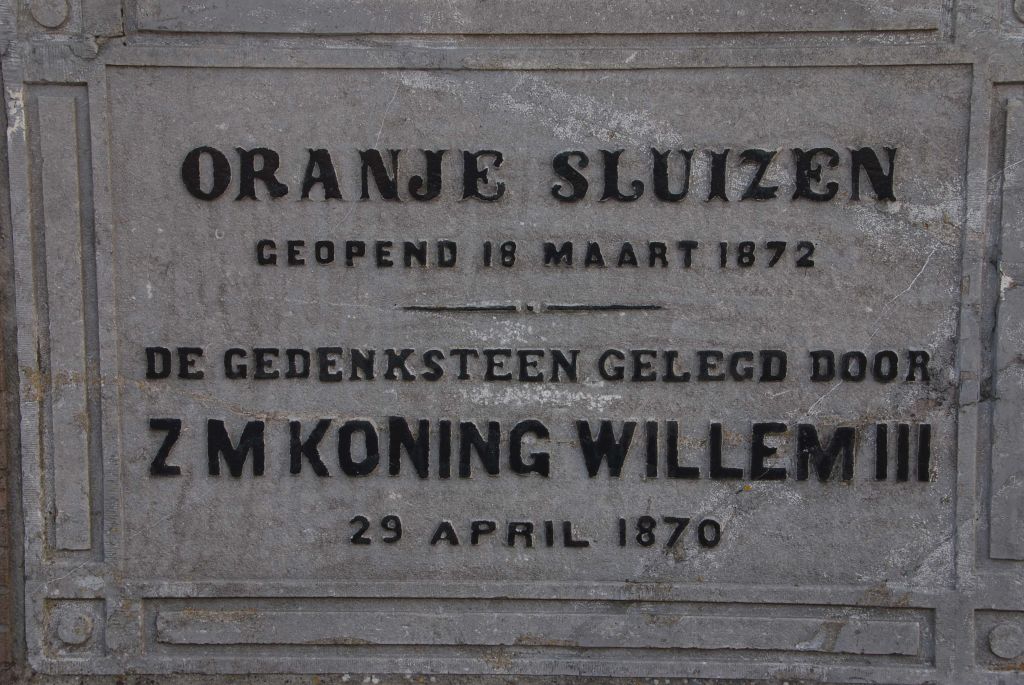 ORANJE SLUIZEN
GEOPEND 18 MAART 1872
DE GEDENKSTEEN GELEGD DOOR
Z M KONING WILLEM III
29 APRIL 1870